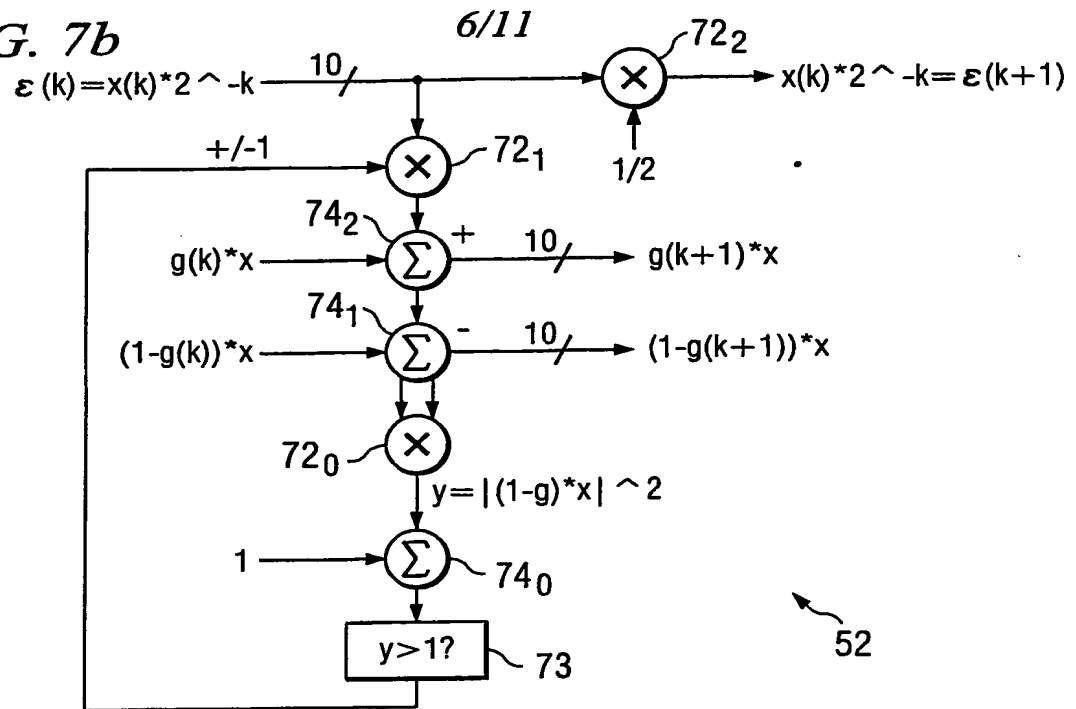 G. 7b
6/11
ε(k)=x(k)*2^-k
10
72₂
x(k)*2^-k=ε(k+1)
1/2
+/-1
72₁
74₂
+
g(k)*x
10
g(k+1)*x
74₁
-
(1-g(k))*x
10
(1-g(k+1))*x
72₀
y=|(1-g)*x|^2
1
74₀
y>1?
73
52